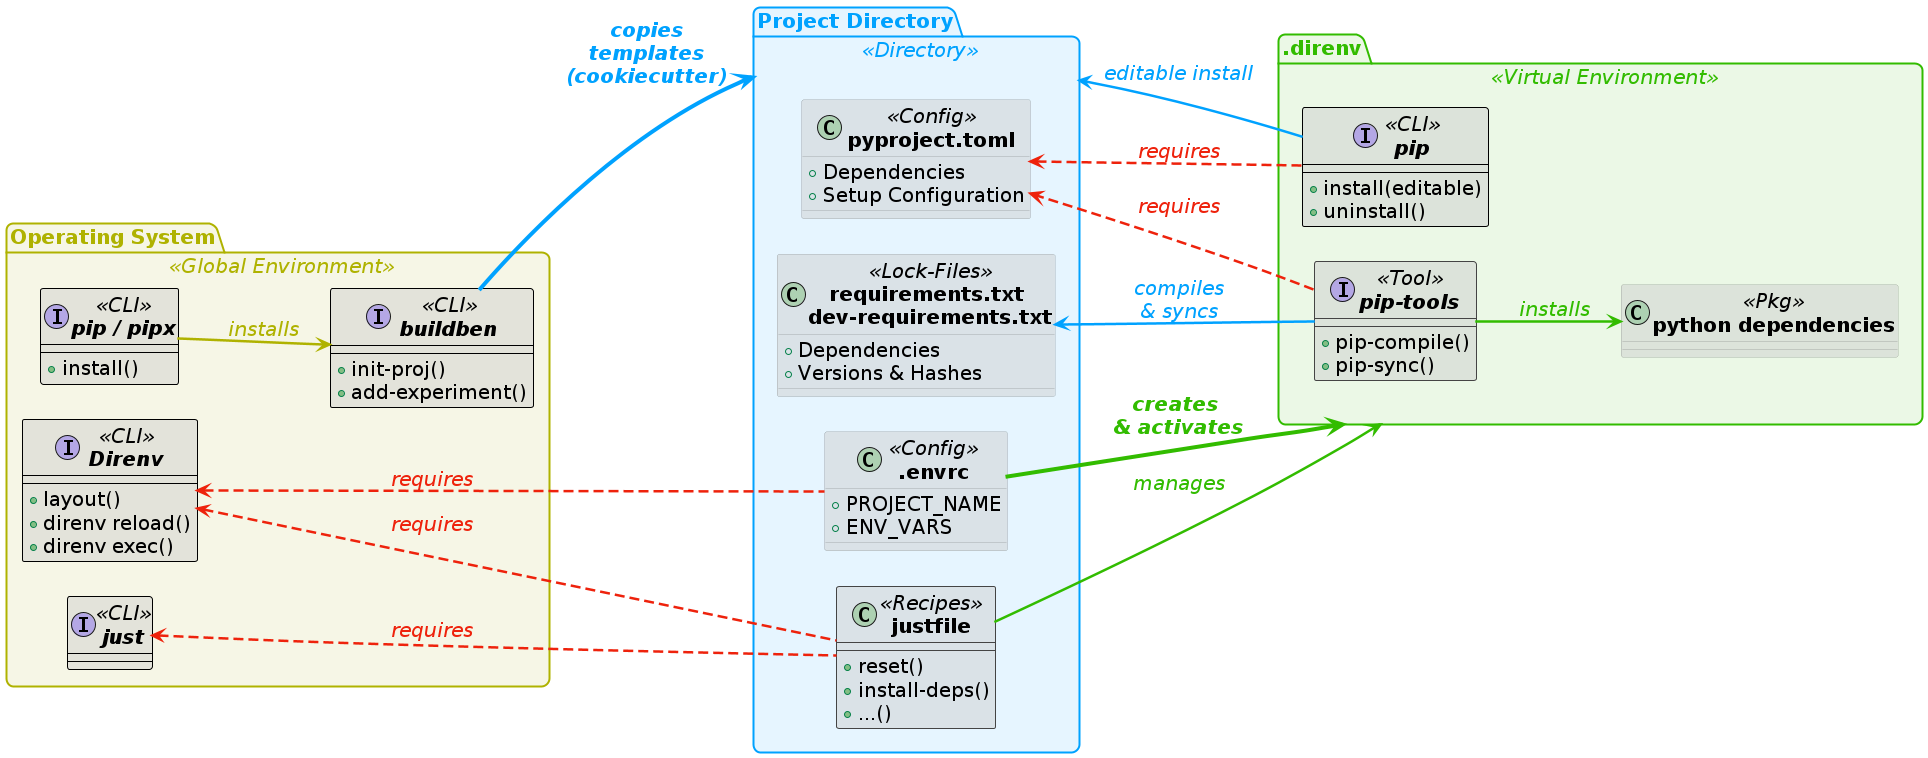 Operating System
«Global Environment»
I
«CLI»
pip / pipx
install()
installs
I
«CLI»
buildben
init-proj()
add-experiment()
I
«CLI»
Direnv
layout()
direnv reload()
direnv exec()
I
«CLI»
just
copies
templates
(cookiecutter)
requires
requires
requires
Project Directory
«Directory»
C
«Config»
pyproject.toml
Dependencies
Setup Configuration
C
«Lock-Files»
requirements.txt
dev-requirements.txt
Dependencies
Versions & Hashes
C
«Config»
.envrc
PROJECT_NAME
ENV_VARS
C
«Recipes»
justfile
reset()
install-deps()
...()
editable install
requires
requires
compiles
& syncs
creates
& activates
manages
.direnv
«Virtual Environment»
I
«CLI»
pip
install(editable)
uninstall()
I
«Tool»
pip-tools
pip-compile()
pip-sync()
installs
C
«Pkg»
python dependencies